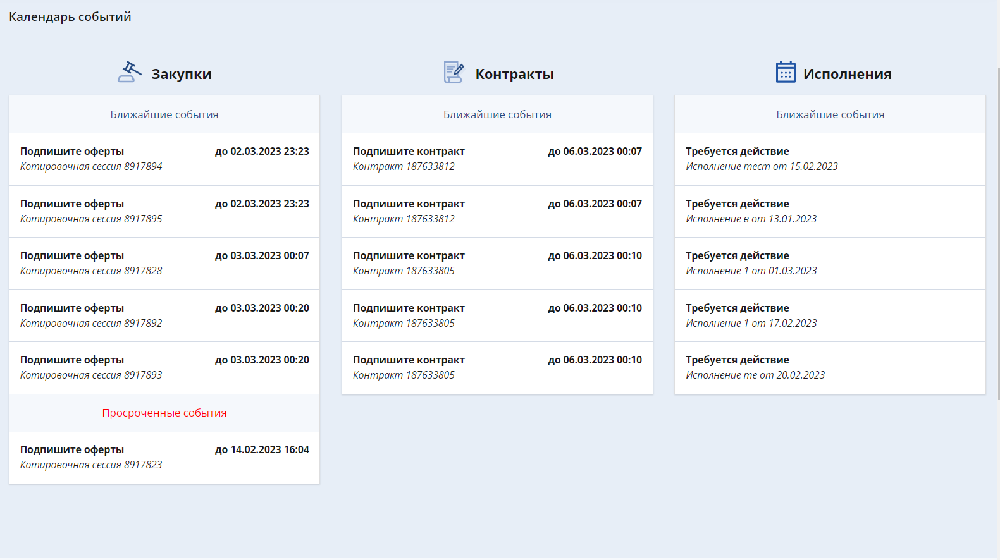 Календарь событий
Закупки
Ближайшие события
Подпишите оферты до 02.03.2023 23:23
Котировочная сессия 8917894
Подпишите оферты до 02.03.2023 23:23
Котировочная сессия 8917895
Подпишите оферты до 03.03.2023 00:07
Котировочная сессия 8917828
Подпишите оферты до 03.03.2023 00:20
Котировочная сессия 8917892
Подпишите оферты до 03.03.2023 00:20
Котировочная сессия 8917893
Просроченные события
Подпишите оферты до 14.02.2023 16:04
Котировочная сессия 8917823
Контракты
Ближайшие события
Подпишите контракт до 06.03.2023 00:07
Контракт 187633812
Подпишите контракт до 06.03.2023 00:07
Контракт 187633812
Подпишите контракт до 06.03.2023 00:10
Контракт 187633805
Подпишите контракт до 06.03.2023 00:10
Контракт 187633805
Подпишите контракт до 06.03.2023 00:10
Контракт 187633805
Исполнения
Ближайшие события
Требуется действие
Исполнение тест от 15.02.2023
Требуется действие
Исполнение в от 13.01.2023
Требуется действие
Исполнение 1 от 01.03.2023
Требуется действие
Исполнение 1 от 17.02.2023
Требуется действие
Исполнение те от 20.02.2023